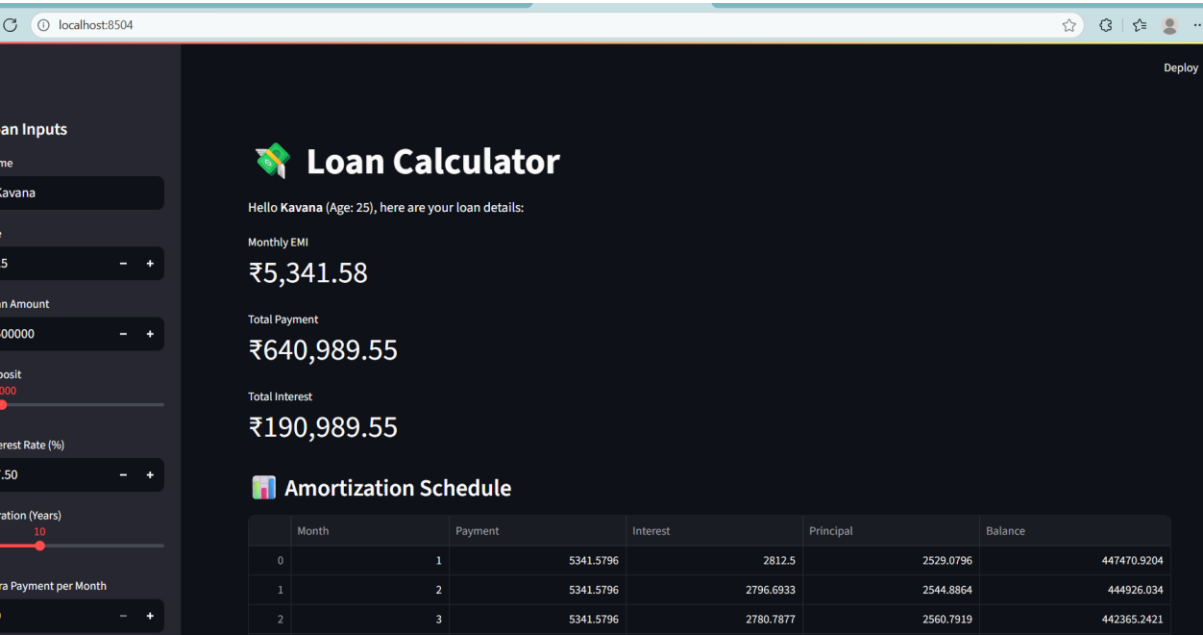 localhost:8504
Deploy
an Inputs
me
Kavana
5
an Amount
00000
posit
000
erest Rate (%)
.50
ration (Years)
10
ra Payment per Month
Loan Calculator
Hello Kavana (Age: 25), here are your loan details:
Monthly EMI
₹5,341.58
Total Payment
₹640,989.55
Total Interest
₹190,989.55
Amortization Schedule
Month Payment Interest Principal Balance
0 1 5341.5796 2812.5 2529.0796 447470.9204
1 2 5341.5796 2796.6933 2544.8864 444926.034
2 3 5341.5796 2780.7877 2560.7919 442365.2421